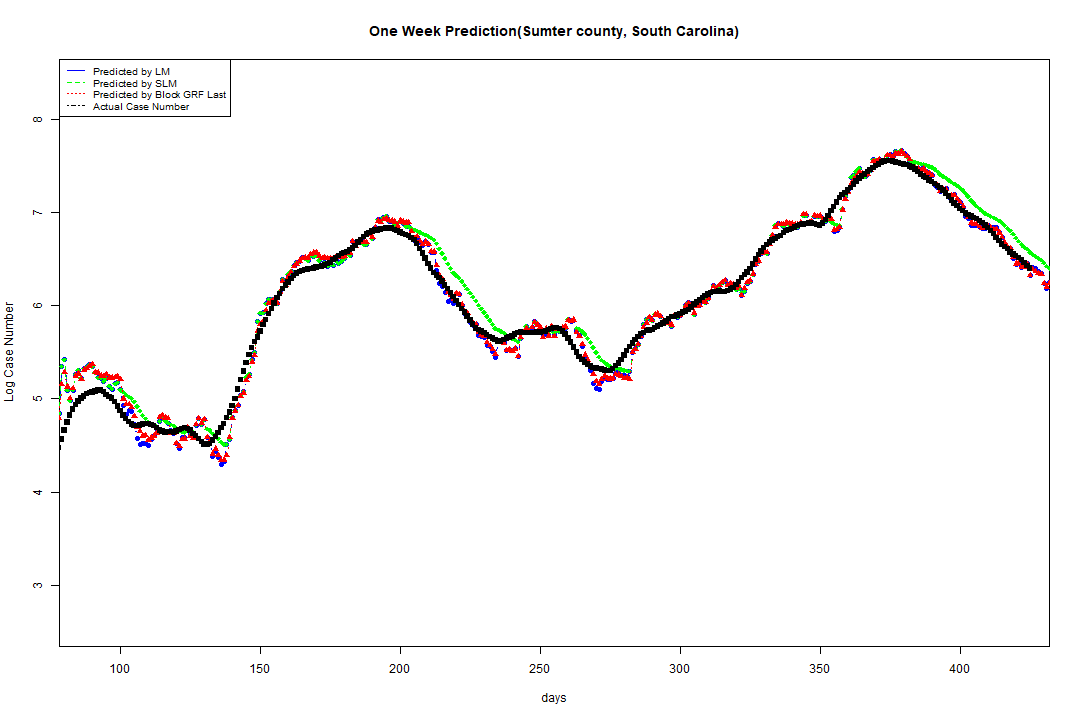 One Week Prediction(Sumter county, South Carolina)
Predicted by LM
Predicted by SLM
Predicted by Block GRF Last
Actual Case Number
8
7
6
5
4
3
Log Case Number
100 150 200 250 300 350 400
days